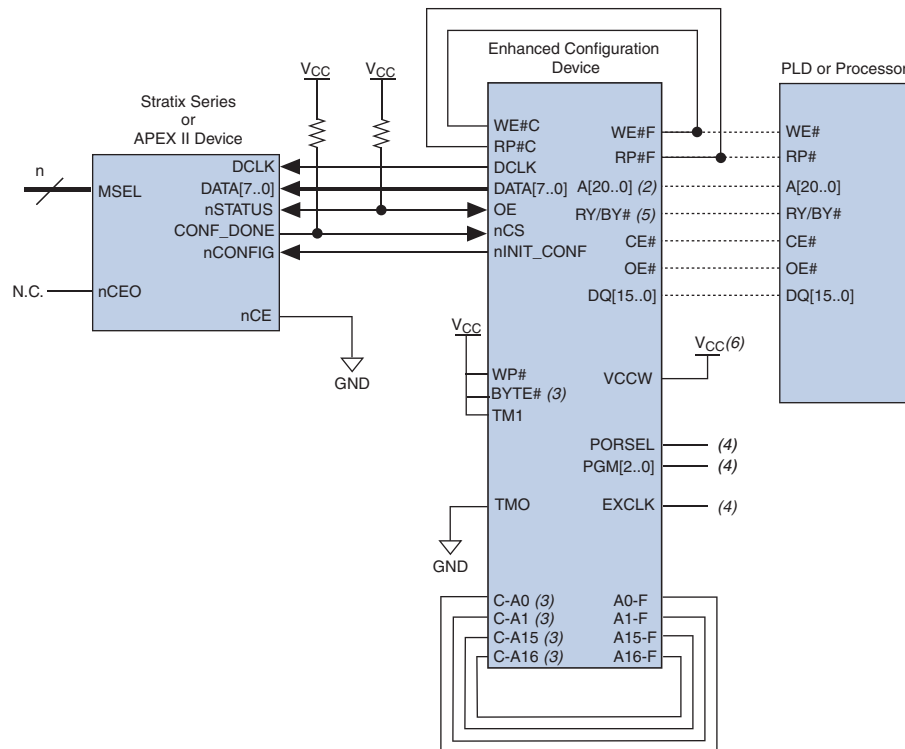 Enhanced Configuration
Device
PLD or Processor
VCC
VCC
Stratix Series
or
APEX II Device
n
MSEL
DCLK
DATA[7..0]
nSTATUS
CONF_DONE
nCONFIG
N.C.
nCEO
nCE
GND
WE#C
RP#C
DCLK
DATA[7..0]
OE
nCS
nINIT_CONF
WE#F
RP#F
A[20..0] (2)
RY/BY# (5)
CE#
OE#
DQ[15..0]
WE#
RP#
A[20..0]
RY/BY#
CE#
OE#
DQ[15..0]
VCC
WP#
BYTE# (3)
TM1
VCC(6)
VCCW
PORSEL
(4)
PGM[2..0]
(4)
TMO
EXCLK
(4)
GND
C-A0 (3)
A0-F
C-A1 (3)
A1-F
C-A15 (3)
A15-F
C-A16 (3)
A16-F